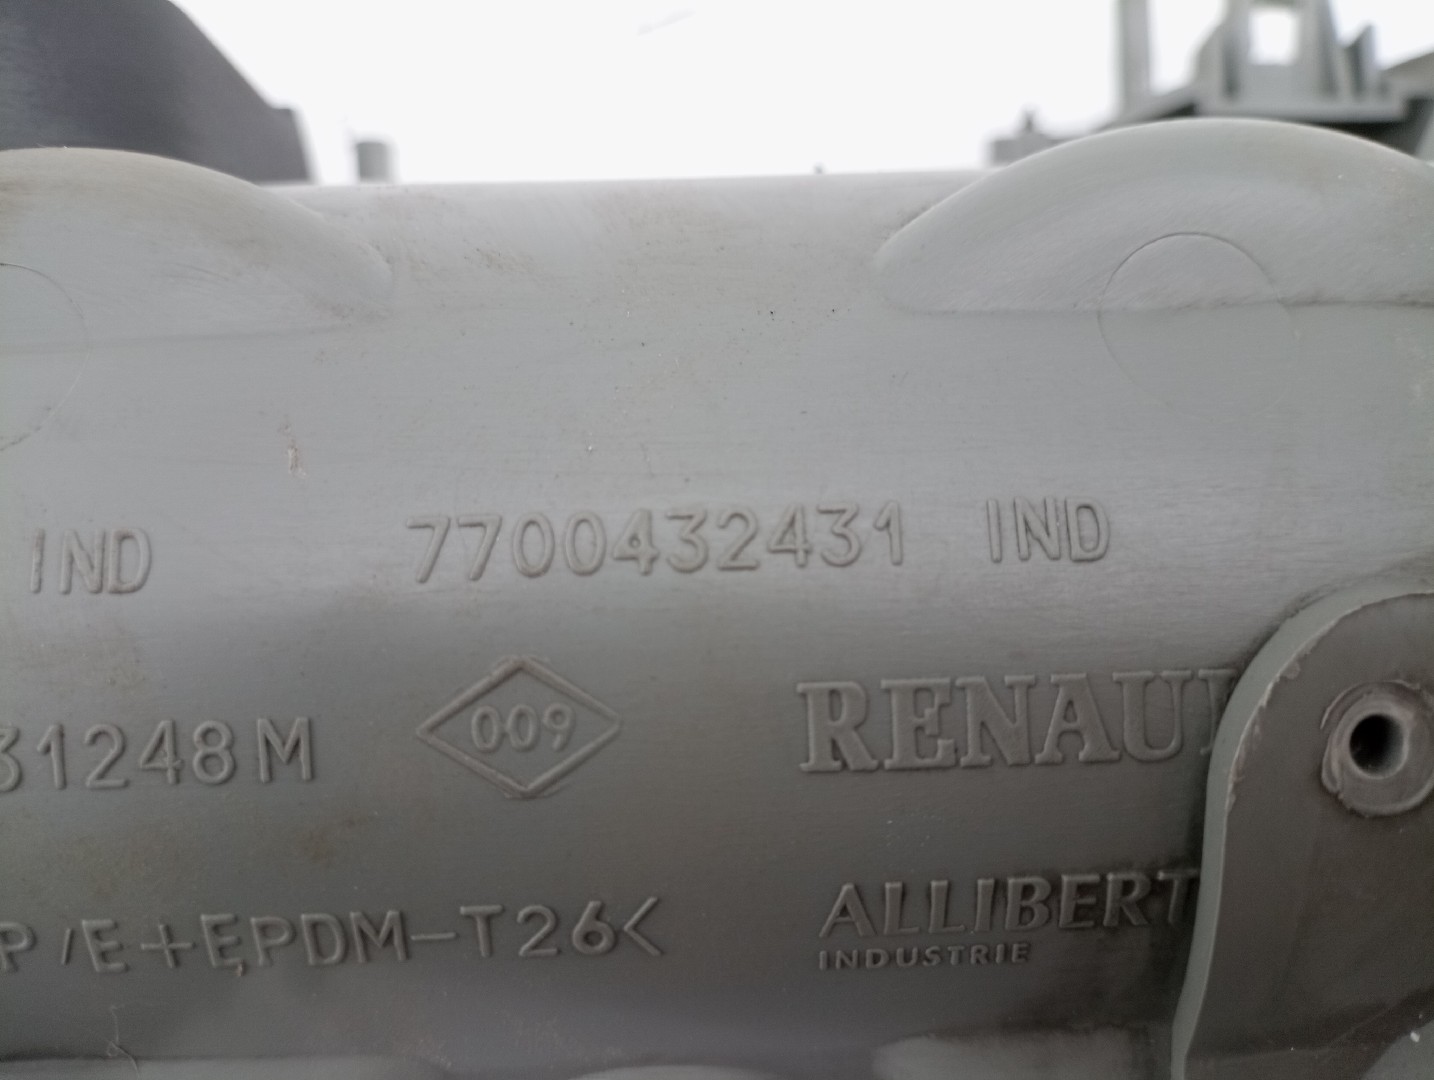 IND 7700432431 IND
31248M 009 RENAU
P/E+EPDM-T26< ALLIBERT
INDUSTRIE